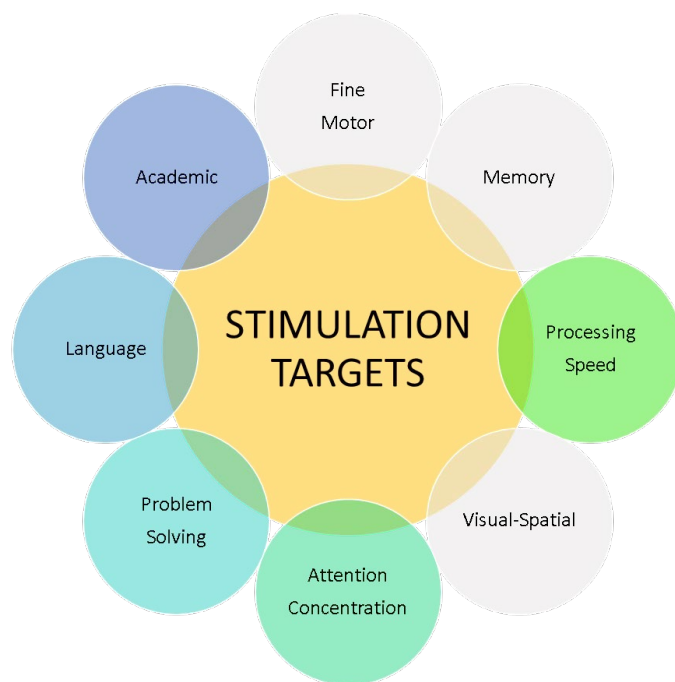 Fine
Motor
Academic
Memory
STIMULATION
TARGETS
Language
Processing
Speed
Problem
Solving
Visual-Spatial
Attention
Concentration